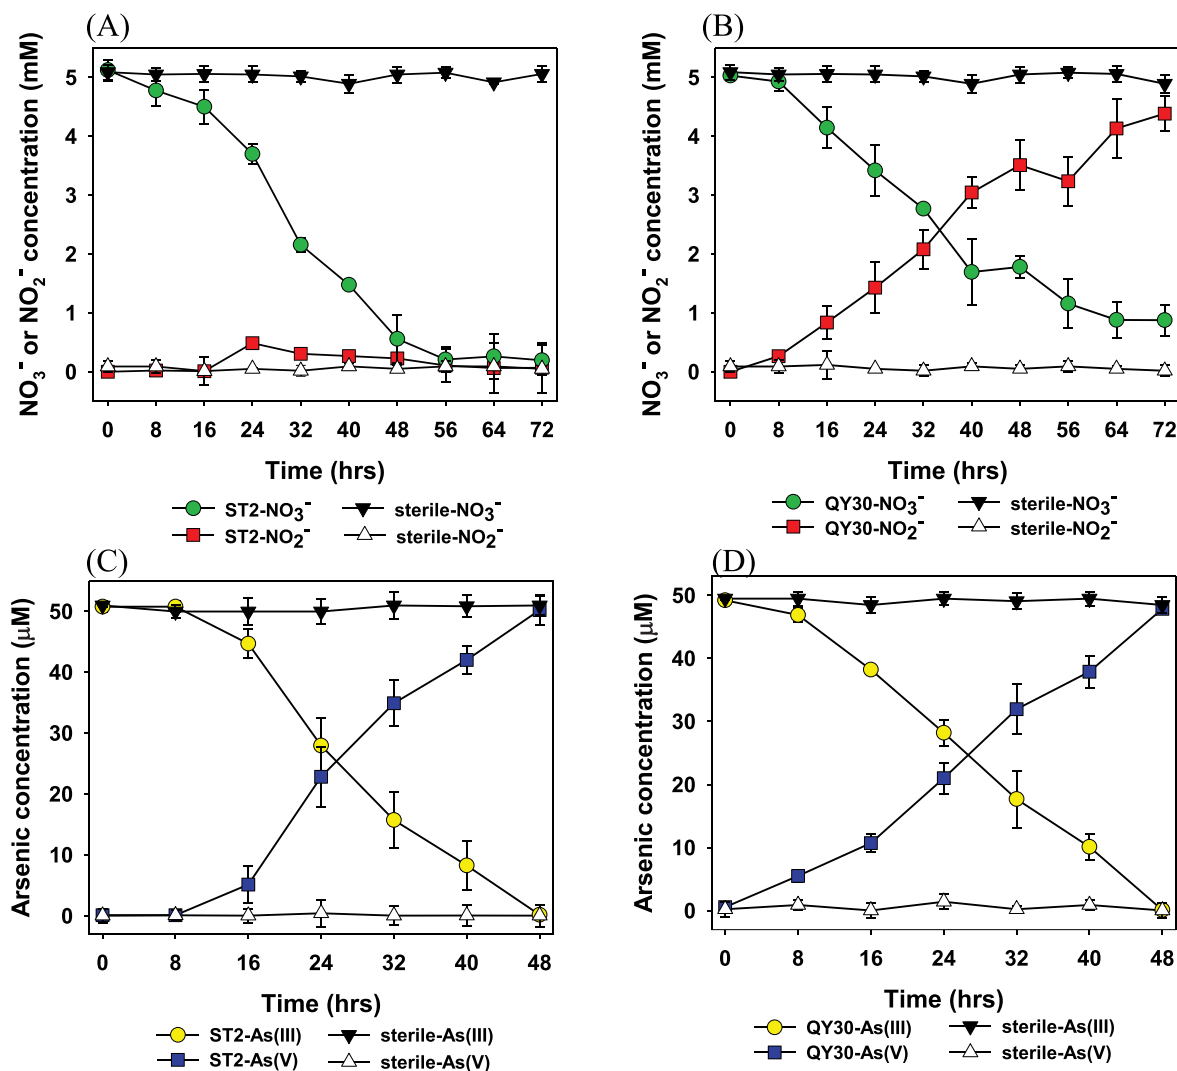 (A)
NO₃⁻ or NO₂⁻ concentration (mM)
5
4
3
2
1
0
0 8 16 24 32 40 48 56 64 72
Time (hrs)
ST2-NO₃⁻ sterile-NO₃⁻
ST2-NO₂⁻ sterile-NO₂⁻
(B)
NO₃⁻ or NO₂⁻ concentration (mM)
5
4
3
2
1
0
0 8 16 24 32 40 48 56 64 72
Time (hrs)
QY30-NO₃⁻ sterile-NO₃⁻
QY30-NO₂⁻ sterile-NO₂⁻
(C)
Arsenic concentration (μM)
50
40
30
20
10
0
0 8 16 24 32 40 48
Time (hrs)
ST2-As(III) sterile-As(III)
ST2-As(V) sterile-As(V)
(D)
Arsenic concentration (μM)
50
40
30
20
10
0
0 8 16 24 32 40 48
Time (hrs)
QY30-As(III) sterile-As(III)
QY30-As(V) sterile-As(V)